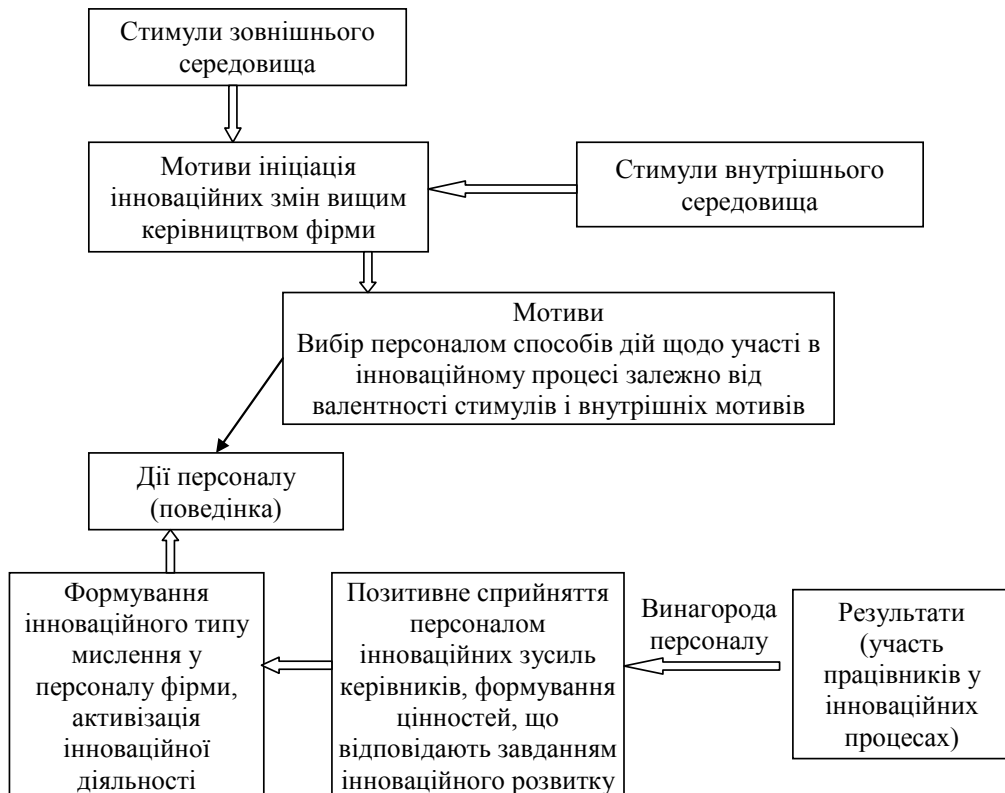 Стимули зовнішнього
середовища
Мотиви ініціація
інноваційних змін вищим
керівництвом фірми
Стимули внутрішнього
середовища
Мотиви
Вибір персоналом способів дій щодо участі в
інноваційному процесі залежно від
валентності стимулів і внутрішніх мотивів
Дії персоналу
(поведінка)
Формування
інноваційного типу
мислення у
персоналу фірми,
активізація
інноваційної
діяльності
Позитивне сприйняття
персоналом
інноваційних зусиль
керівників, формування
цінностей, що
відповідають завданням
інноваційного розвитку
Винагорода
персоналу
Результати
(участь
працівників у
інноваційних
процесах)